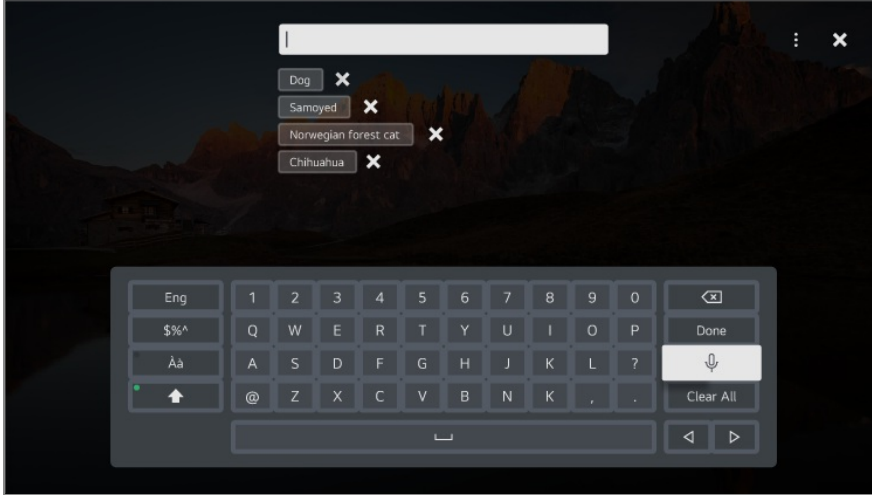 Dog
Samoyed
Norwegian forest cat
Chihuahua
Eng 1 2 3 4 5 6 7 8 9 0
$%^ Q W E R T Y U I O P Done
Àà A S D F G H J K L ?
@ Z X C V B N K , . Clear All